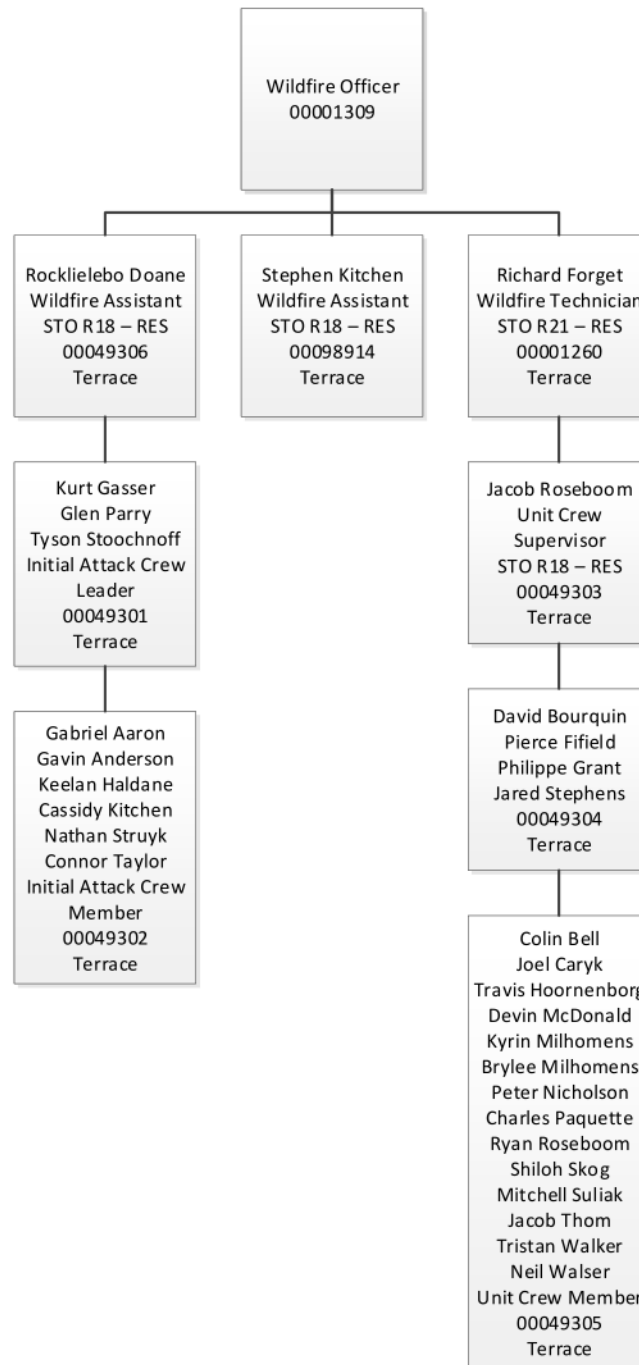 Wildfire Officer
00001309
Rocklielebo Doane
Wildfire Assistant
STO R18 – RES
00049306
Terrace
Stephen Kitchen
Wildfire Assistant
STO R18 – RES
00098914
Terrace
Richard Forget
Wildfire Technician
STO R21 – RES
00001260
Terrace
Kurt Gasser
Glen Parry
Tyson Stoochnoff
Initial Attack Crew
Leader
00049301
Terrace
Jacob Roseboom
Unit Crew
Supervisor
STO R18 – RES
00049303
Terrace
Gabriel Aaron
Gavin Anderson
Keelan Haldane
Cassidy Kitchen
Nathan Struyk
Connor Taylor
Initial Attack Crew
Member
00049302
Terrace
David Bourquin
Pierce Fifield
Philippe Grant
Jared Stephens
00049304
Terrace
Colin Bell
Joel Caryk
Travis Hoornenborg
Devin McDonald
Kyrin Milhomens
Brylee Milhomens
Peter Nicholson
Charles Paquette
Ryan Roseboom
Shiloh Skog
Mitchell Suliak
Jacob Thom
Tristan Walker
Neil Walser
Unit Crew Member
00049305
Terrace